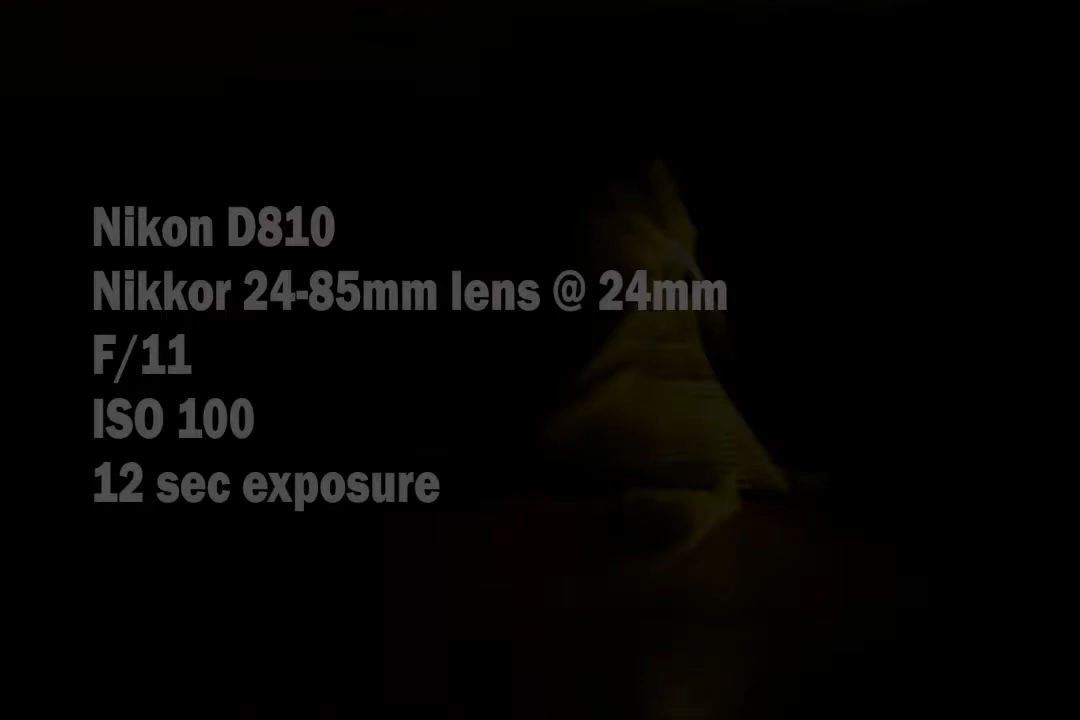 Nikon D810
Nikkor 24-85mm lens @ 24mm
F/11
ISO 100
12 sec exposure